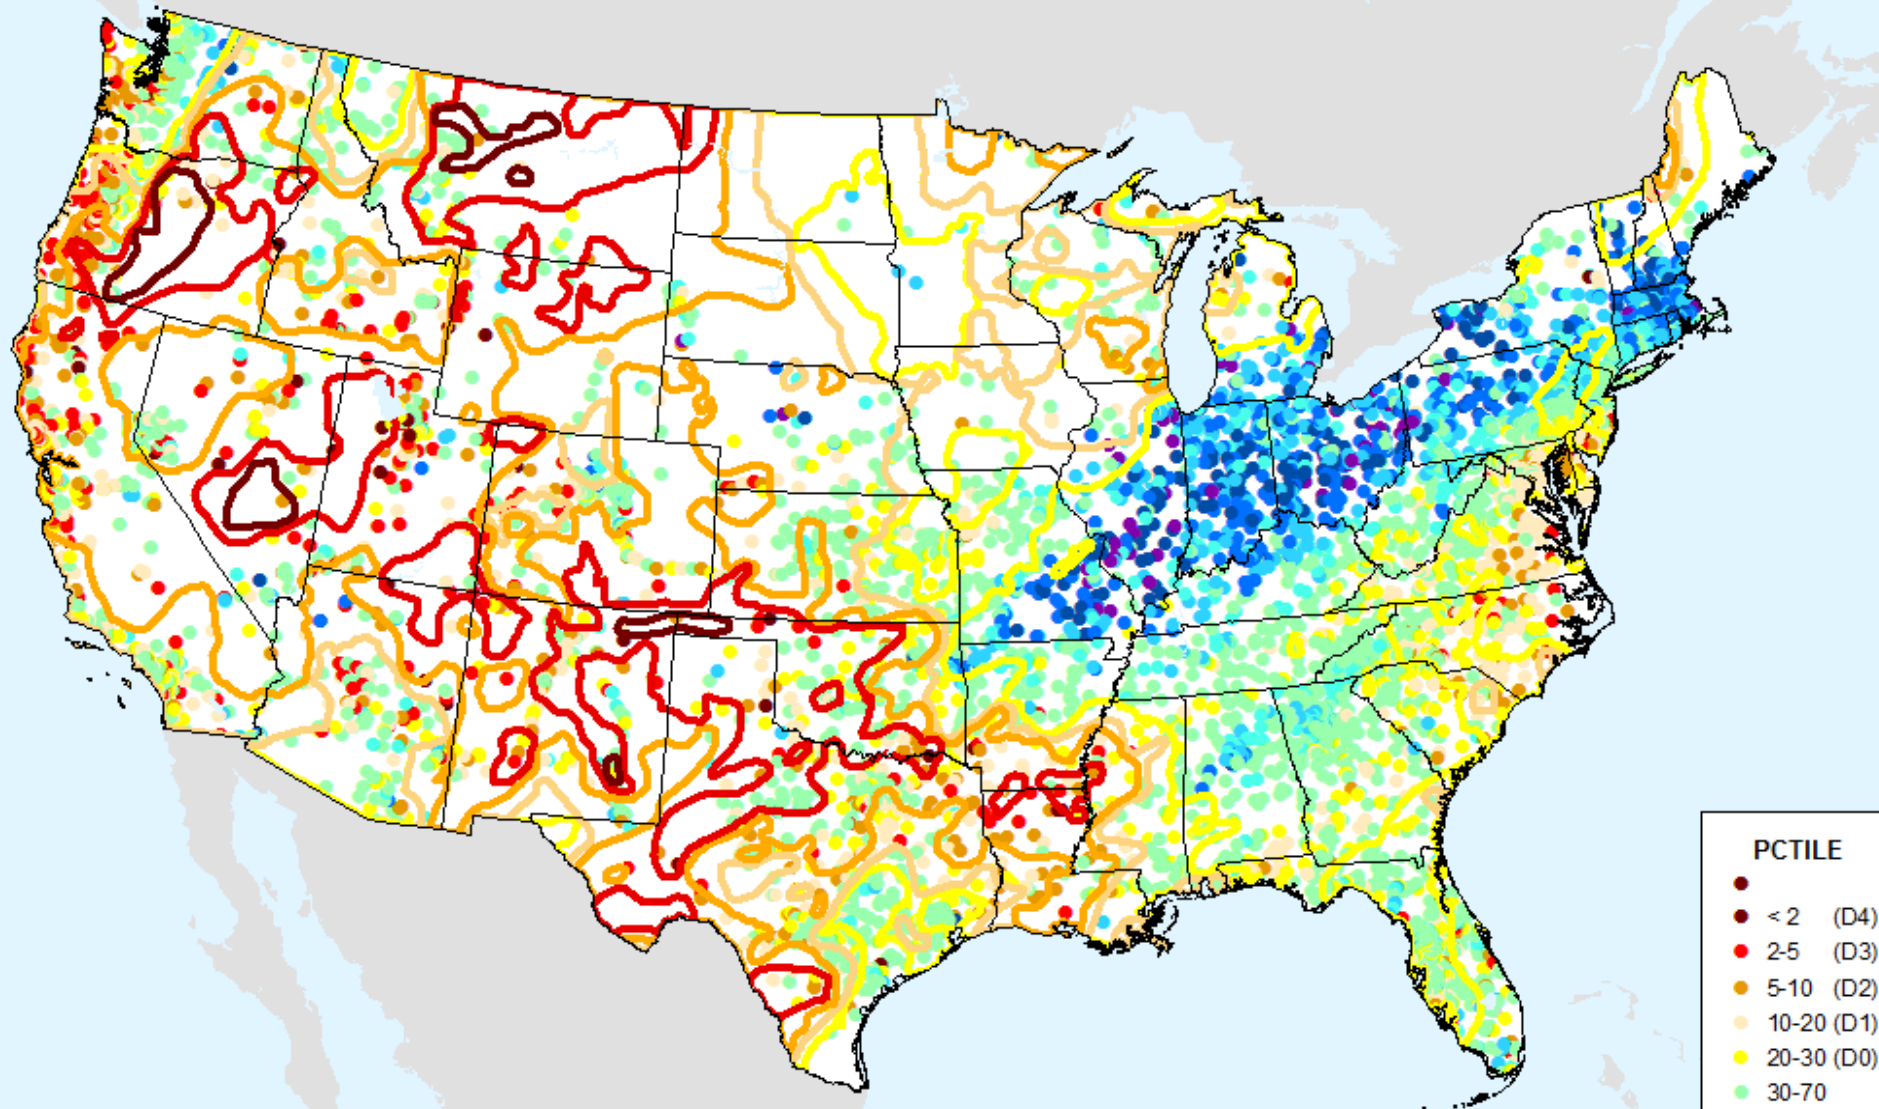 PCTILE
< 2 (D4)
2-5 (D3)
5-10 (D2)
10-20 (D1)
20-30 (D0)
30-70